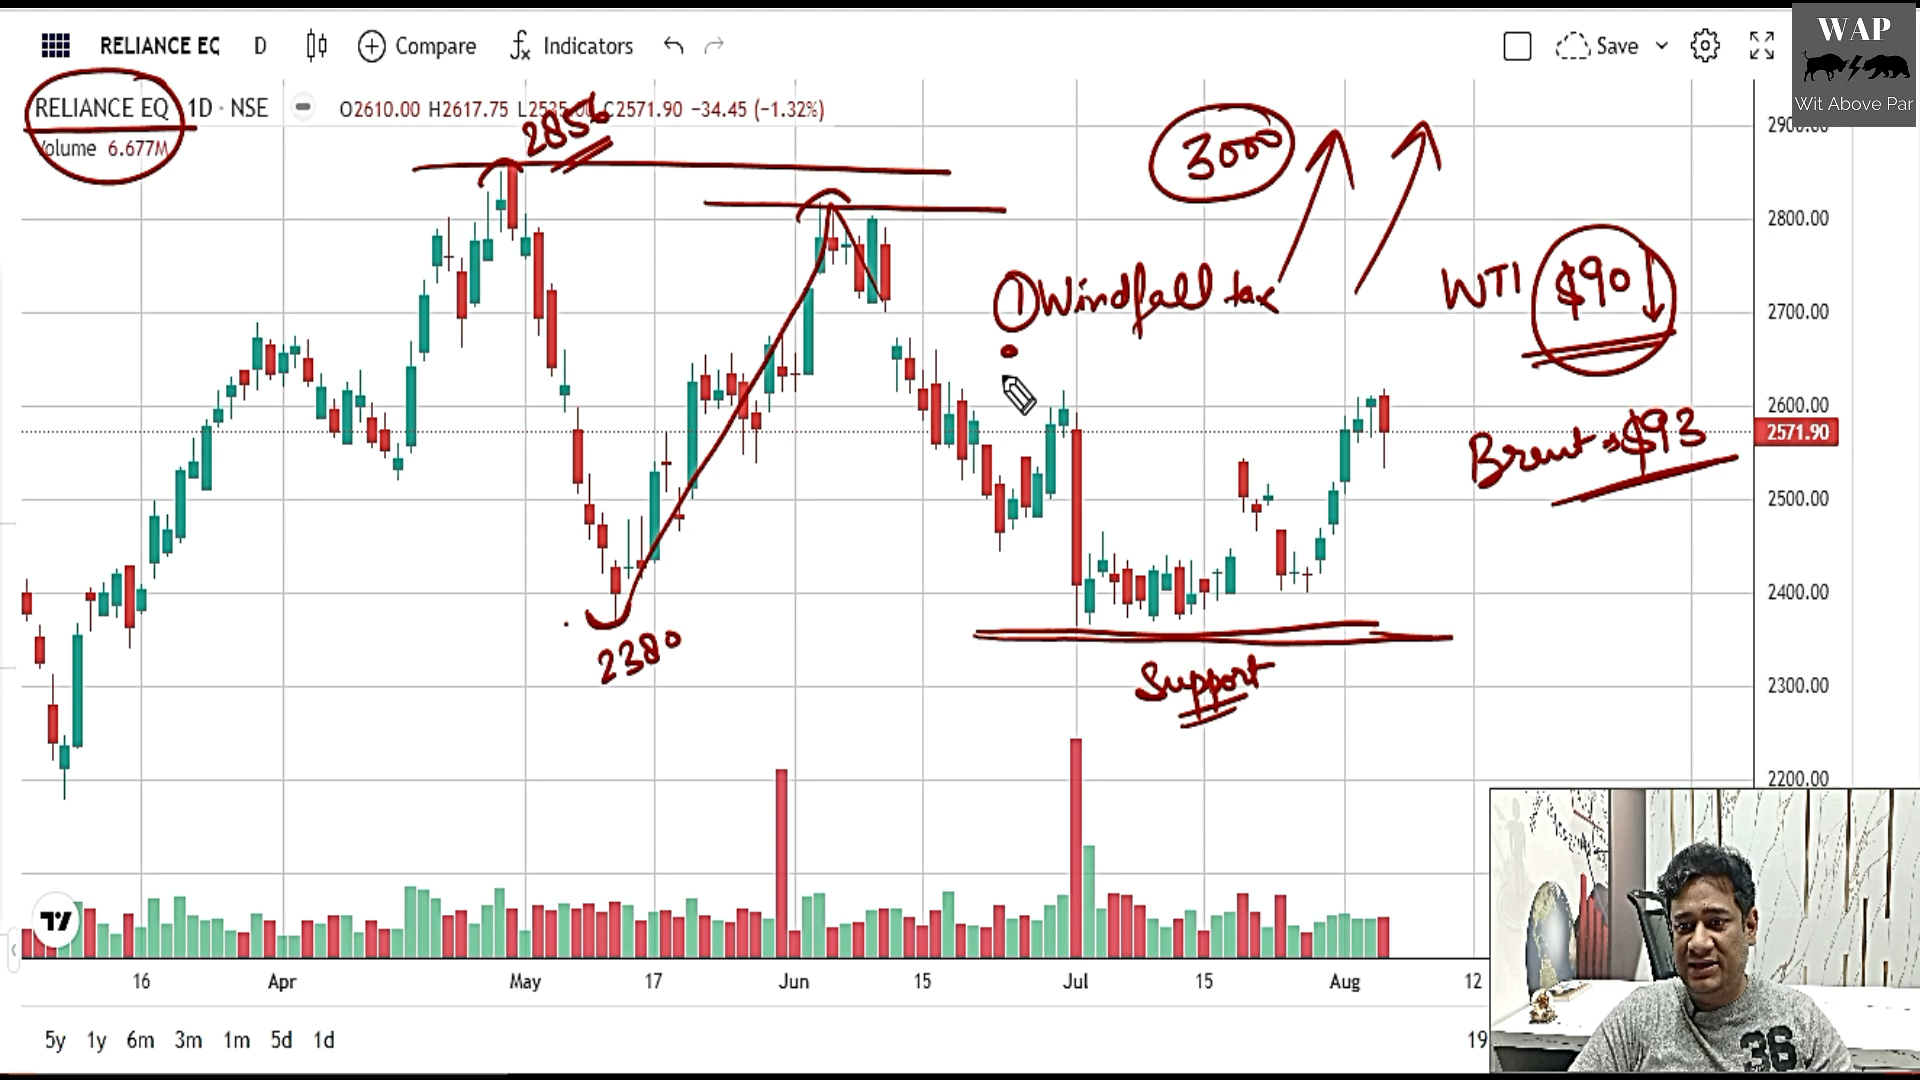 RELIANCE EQ D Compare Indicators Save
WAP
Wit Above Par
RELIANCE EQ 1D · NSE O2610.00 H2617.75 C2571.90 −34.45 (−1.32%)
Volume 6.677M
2856
3000
2900.00
2800.00
① Windfall tax
WTI $90
2700.00
2600.00
2571.90
Brent → $93
2500.00
2400.00
2380
Support
2300.00
2200.00
16 Apr May 17 Jun 15 Jul 15 Aug 12
5y 1y 6m 3m 1m 5d 1d
19
36